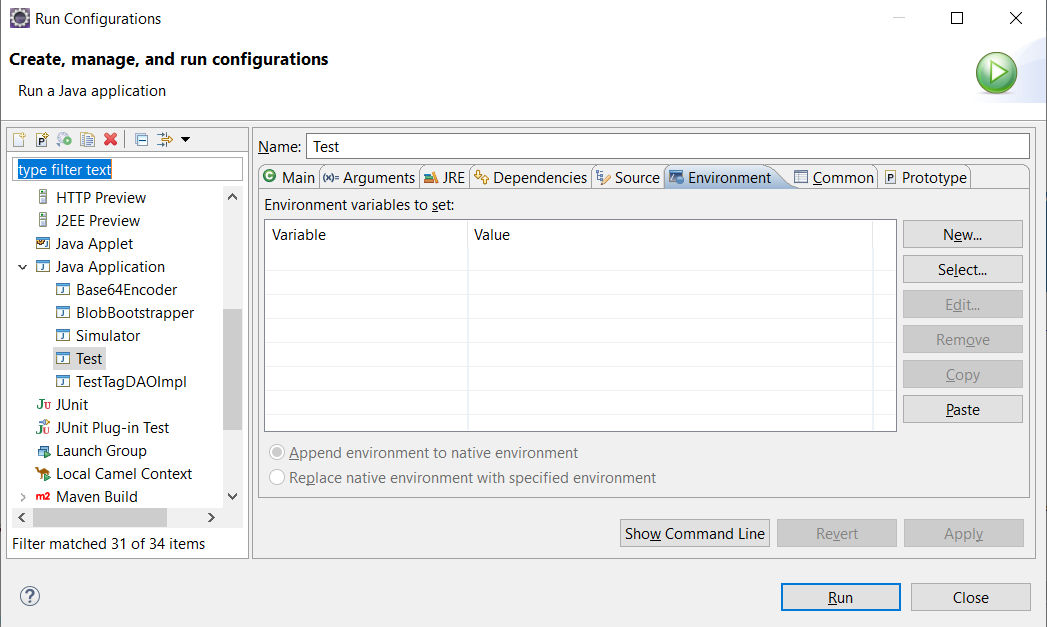 Run Configurations
Create, manage, and run configurations
Run a Java application
type filter text
HTTP Preview
J2EE Preview
Java Applet
Java Application
Base64Encoder
BlobBootstrapper
Simulator
Test
TestTagDAOImpl
JUnit
JUnit Plug-in Test
Launch Group
Local Camel Context
m2 Maven Build
Filter matched 31 of 34 items
Name: Test
Main (x)= Arguments JRE Dependencies Source Environment Common Prototype
Environment variables to set:
Variable Value
New...
Select...
Edit...
Remove
Copy
Paste
Append environment to native environment
Replace native environment with specified environment
Show Command Line Revert Apply
Run Close